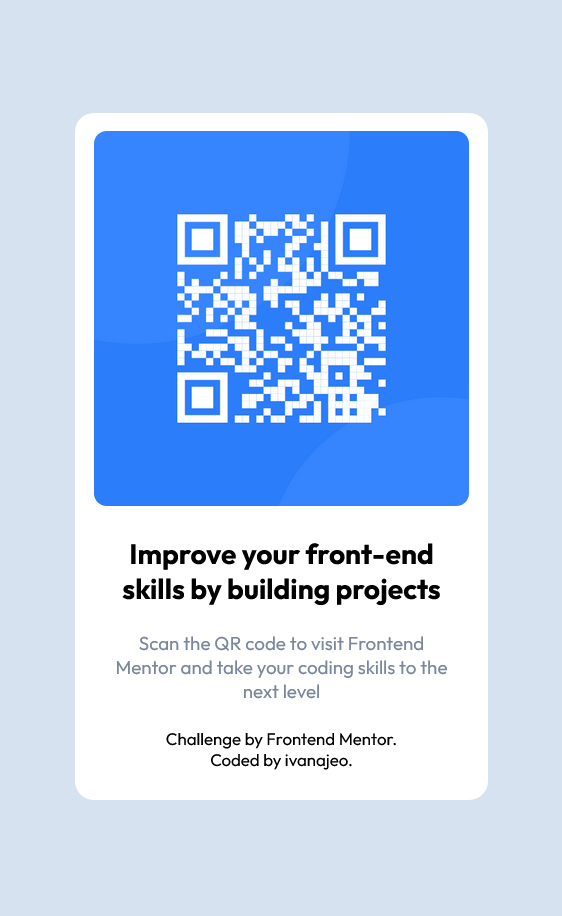 Improve your front-end
skills by building projects
Scan the QR code to visit Frontend
Mentor and take your coding skills to the
next level
Challenge by Frontend Mentor.
Coded by ivanajeo.